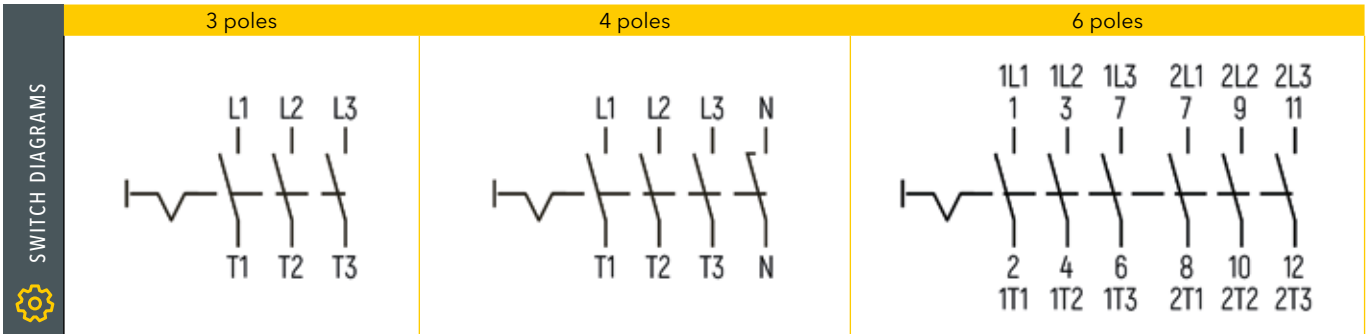 SWITCH DIAGRAMS
3 poles
L1 L2 L3
T1 T2 T3
4 poles
L1 L2 L3 N
T1 T2 T3 N
6 poles
1L1 1L2 1L3 2L1 2L2 2L3
1 3 7 7 9 11
2 4 6 8 10 12
1T1 1T2 1T3 2T1 2T2 2T3